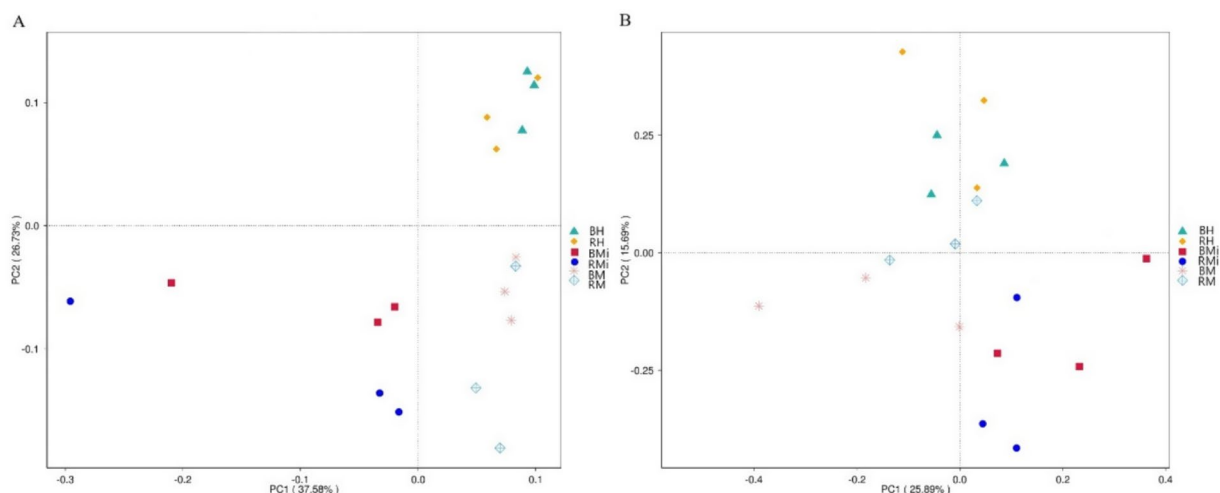 A
PC2 ( 26.73%)
0.1
0.0
-0.1
-0.3
-0.2
-0.1
0.0
0.1
PC1 ( 37.58%)
BH
RH
BMi
RMi
BM
RM
B
PC2 ( 15.69%)
0.25
0.00
-0.25
-0.4
-0.2
0.0
0.2
0.4
PC1 ( 25.89%)
BH
RH
BMi
RMi
BM
RM